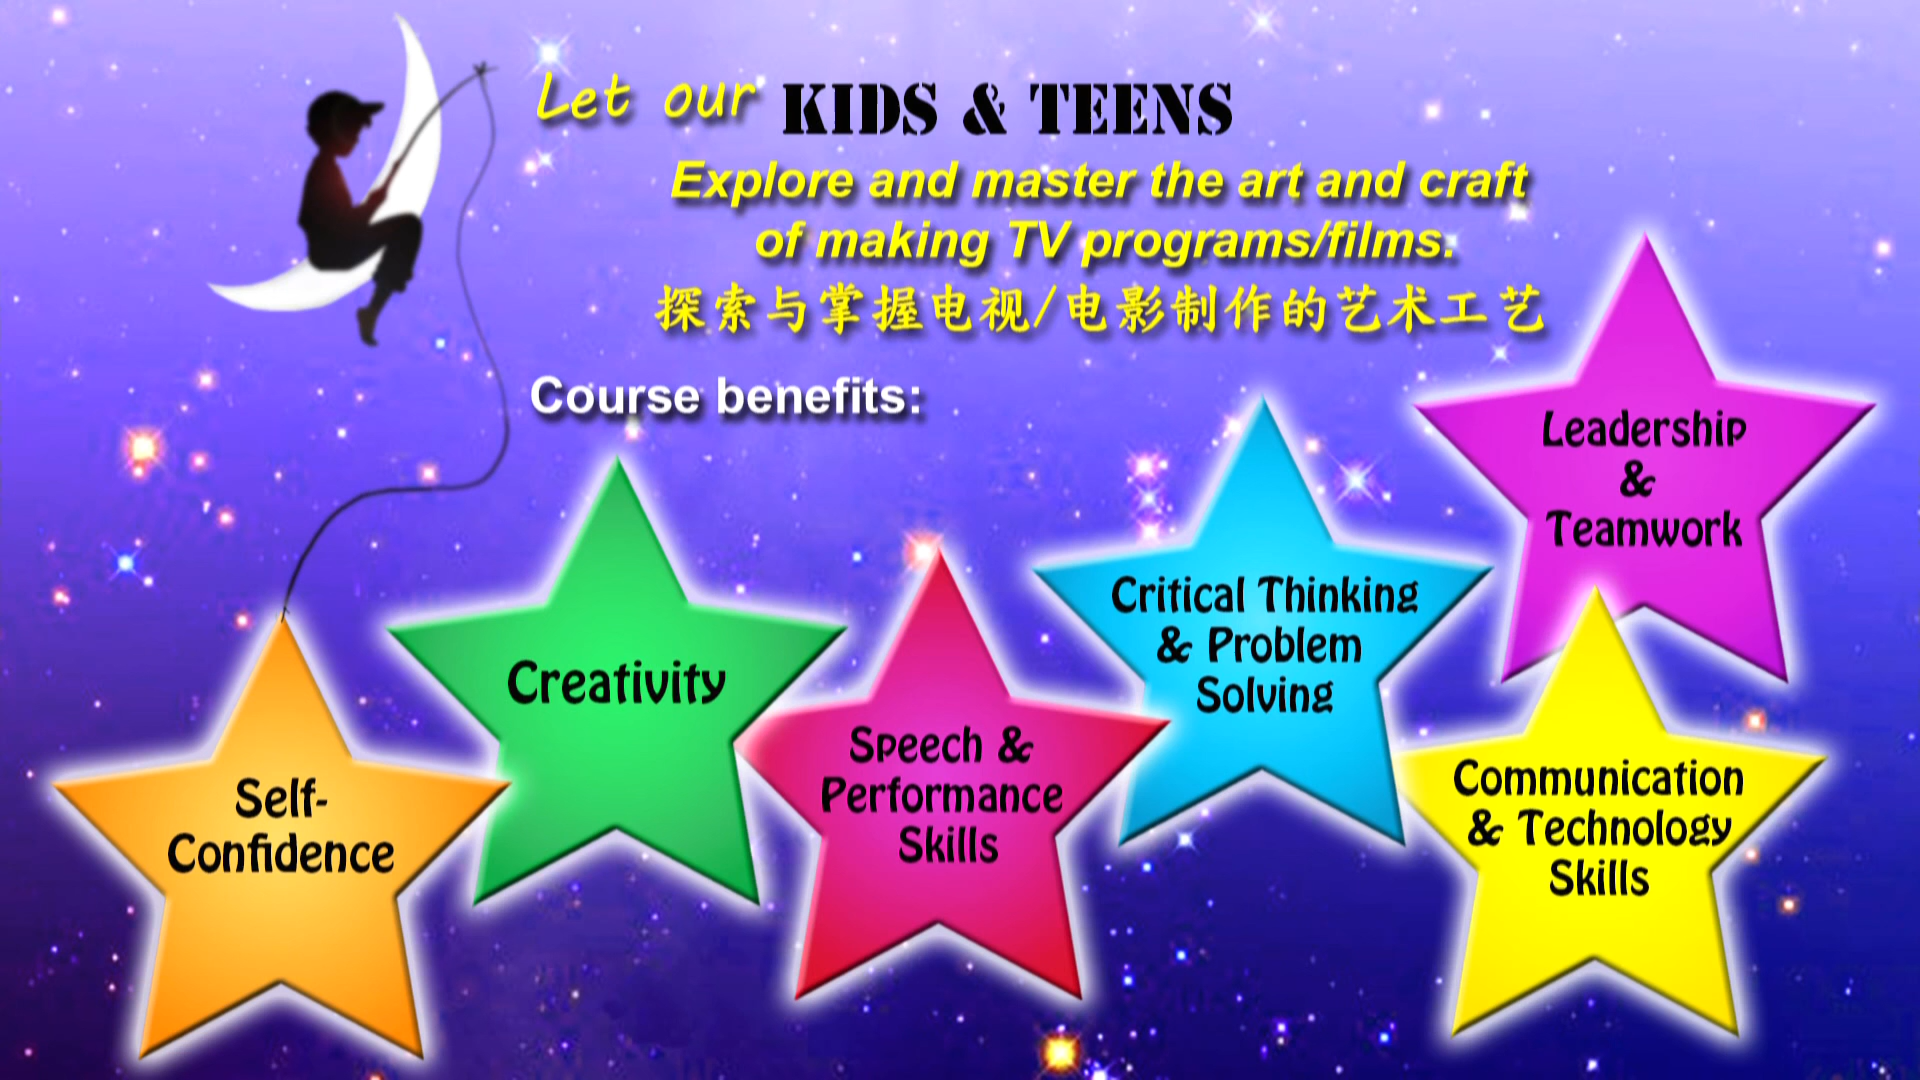 Let our KIDS & TEENS
Explore and master the art and craft
of making TV programs/films.
探索与掌握电视/电影制作的艺术工艺
Course benefits:
Self-
Confidence
Creativity
Speech &
Performance
Skills
Critical Thinking
& Problem
Solving
Leadership
&
Teamwork
Communication
& Technology
Skills